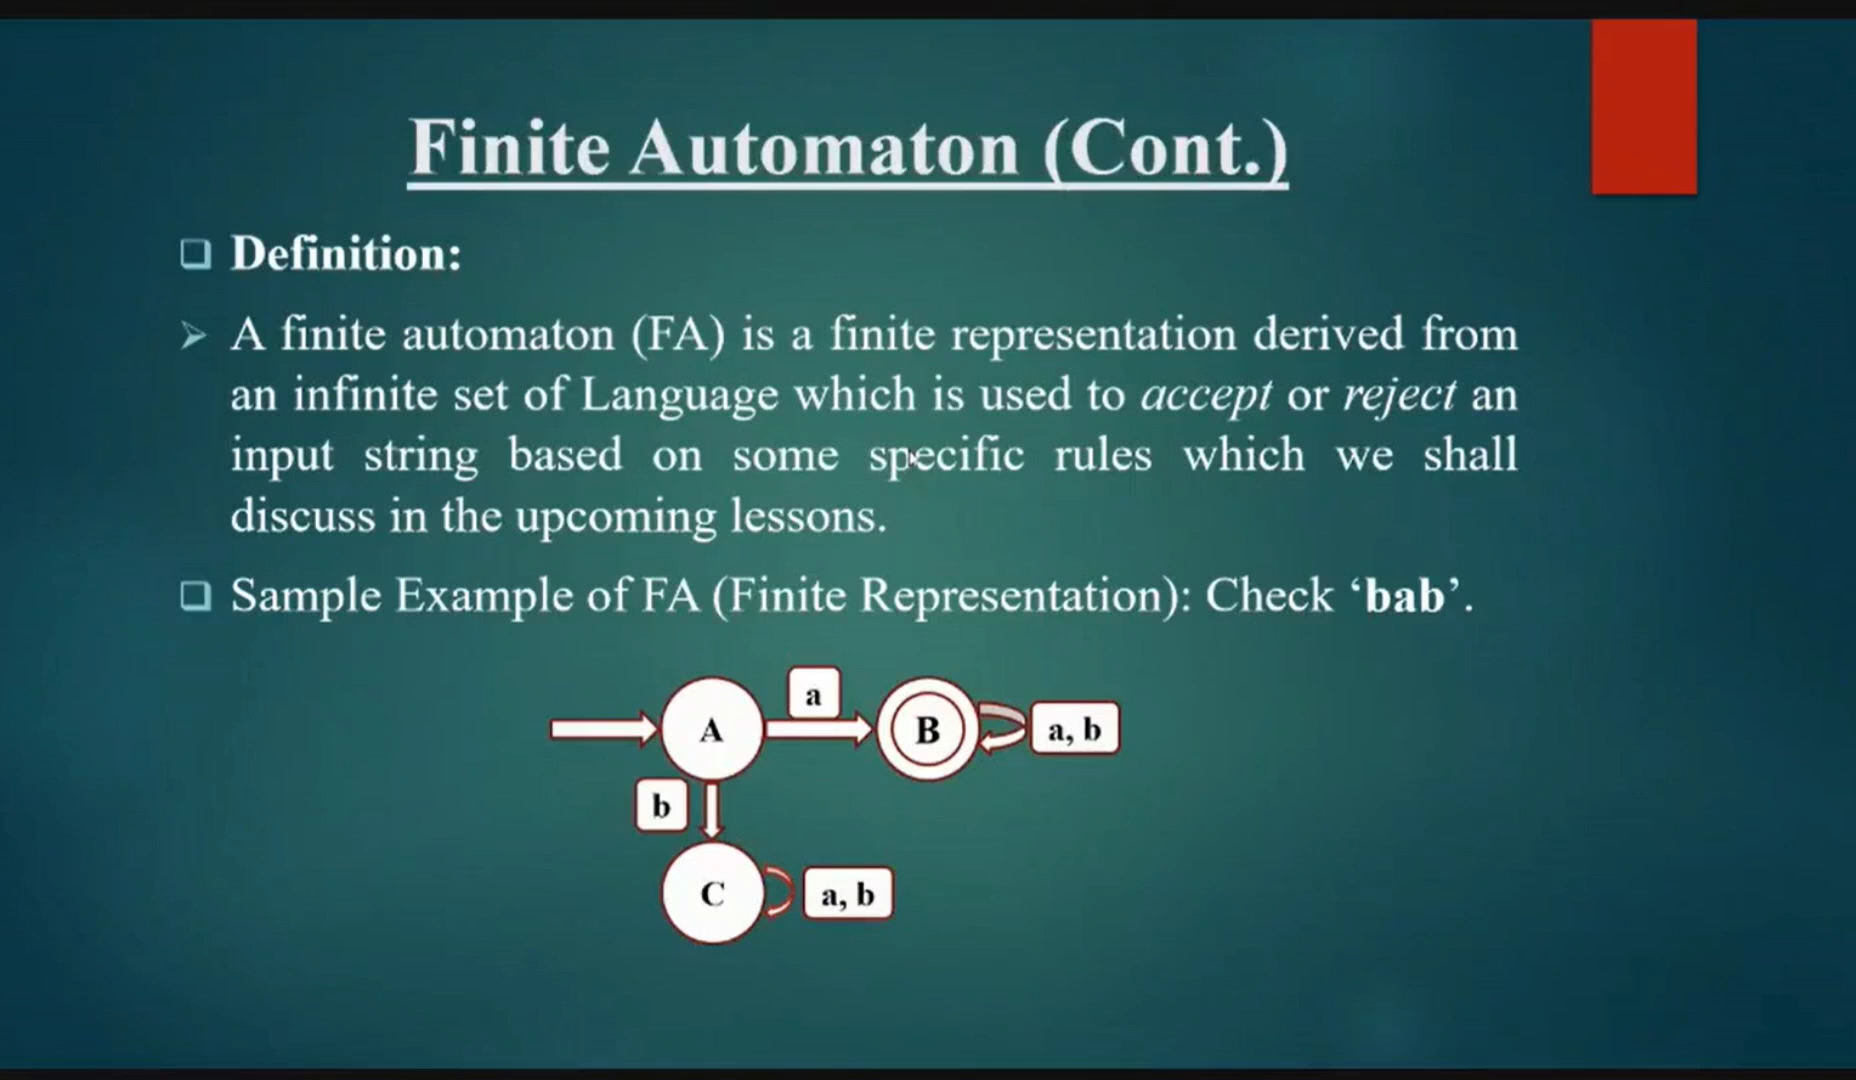 Finite Automaton (Cont.)
Definition:
A finite automaton (FA) is a finite representation derived from
an infinite set of Language which is used to accept or reject an
input string based on some specific rules which we shall
discuss in the upcoming lessons.
Sample Example of FA (Finite Representation): Check ‘bab’.
a
A
B
a, b
b
C
a, b